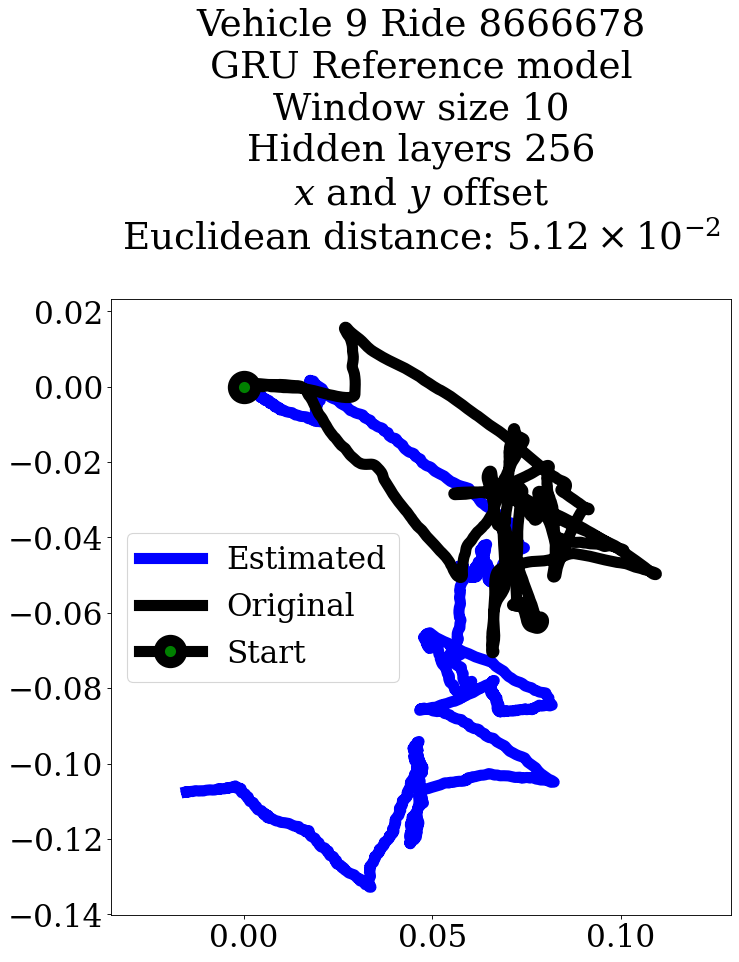 Vehicle 9 Ride 8666678
GRU Reference model
Window size 10
Hidden layers 256
x and y offset
Euclidean distance: 5.12 × 10⁻²
0.02
0.00
−0.02
−0.04
−0.06
−0.08
−0.10
−0.12
−0.14
Estimated
Original
Start
0.00 0.05 0.10